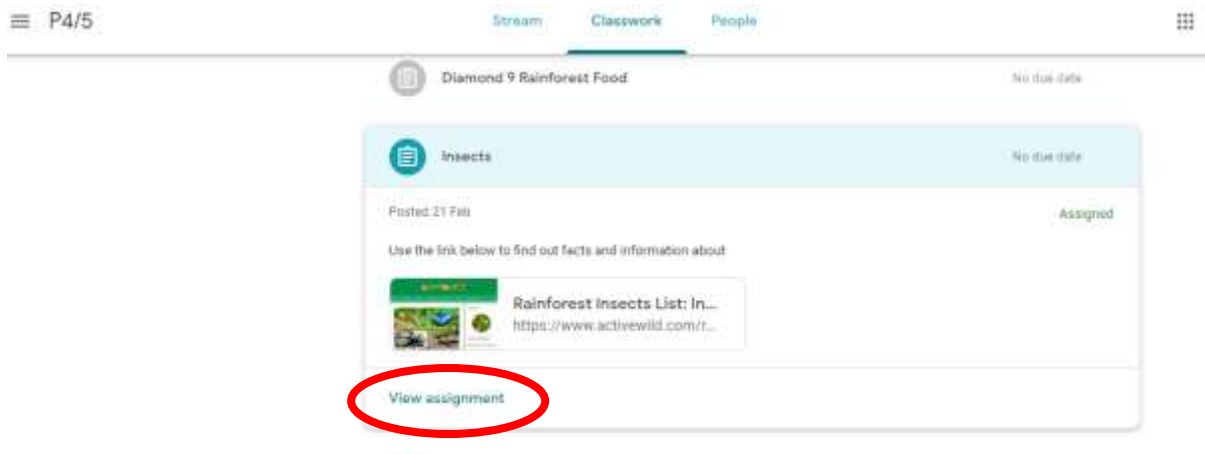 P4/5
Stream Classwork People
Diamond 9 Rainforest Food No due date
Insects No due date
Posted 21 Feb
Assigned
Use the link below to find out facts and information about
Rainforest Insects List: In...
https://www.activewild.com/r...
View assignment